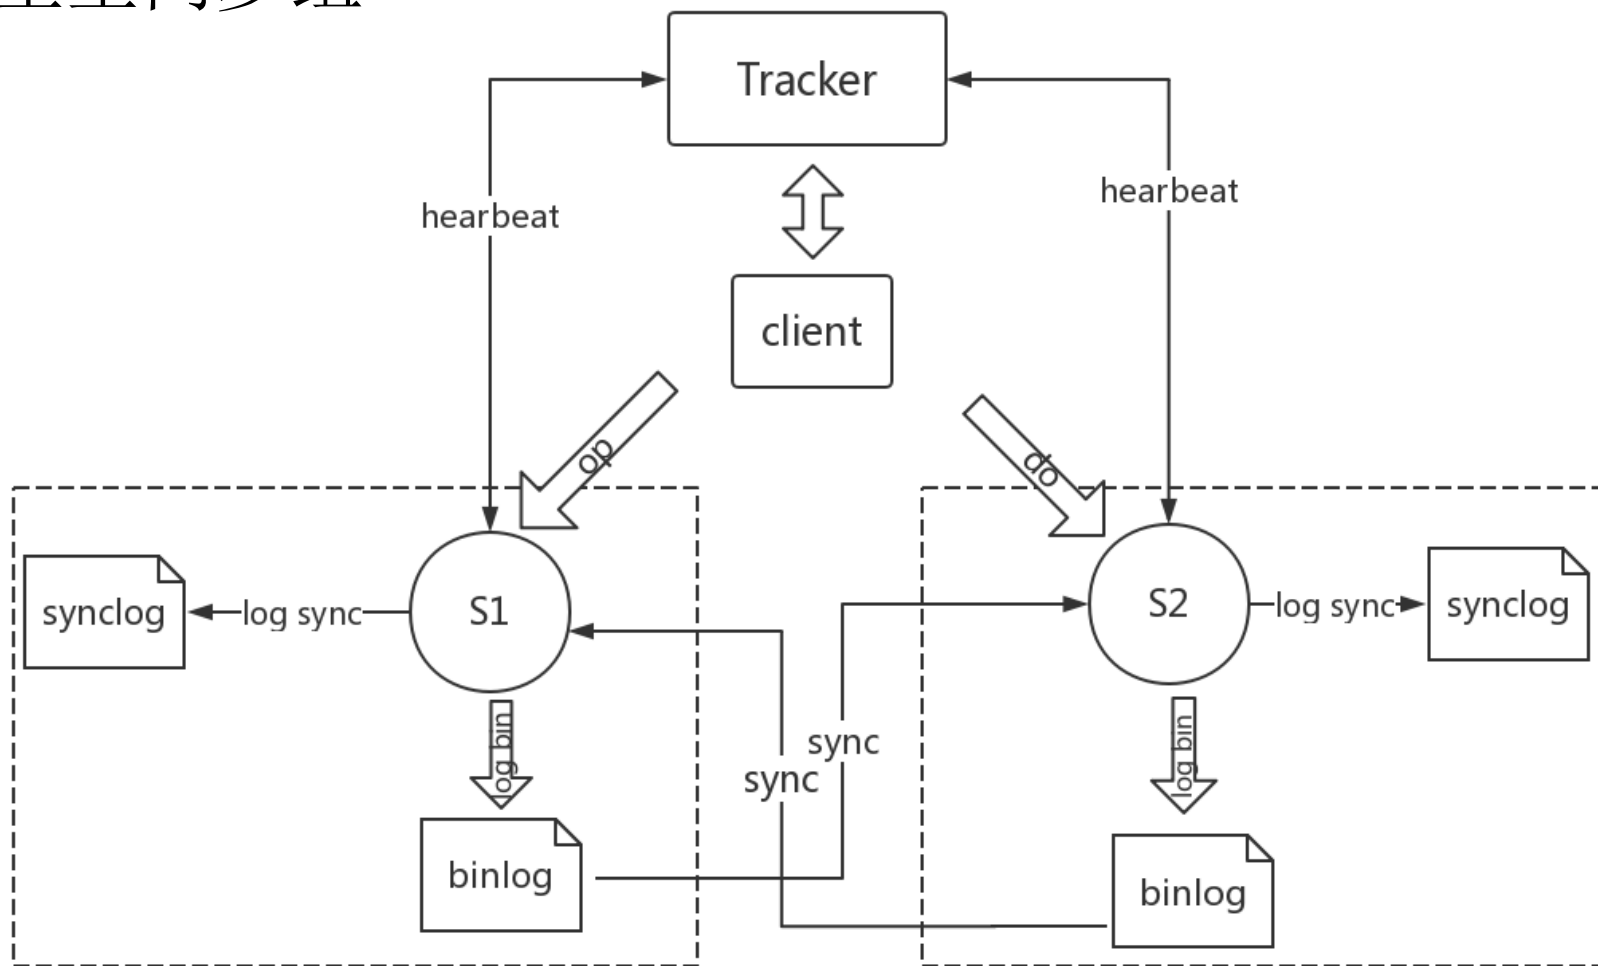 Tracker
hearbeat
hearbeat
client
op
op
synclog
log sync
S1
S2
log sync
synclog
log bin
log bin
sync
sync
binlog
binlog